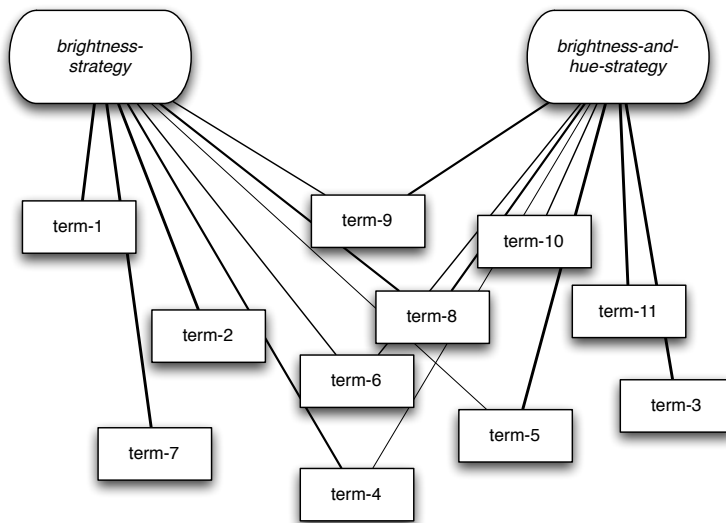 brightness-
strategy
brightness-and-
hue-strategy
term-1
term-9
term-10
term-2
term-8
term-11
term-6
term-3
term-7
term-5
term-4